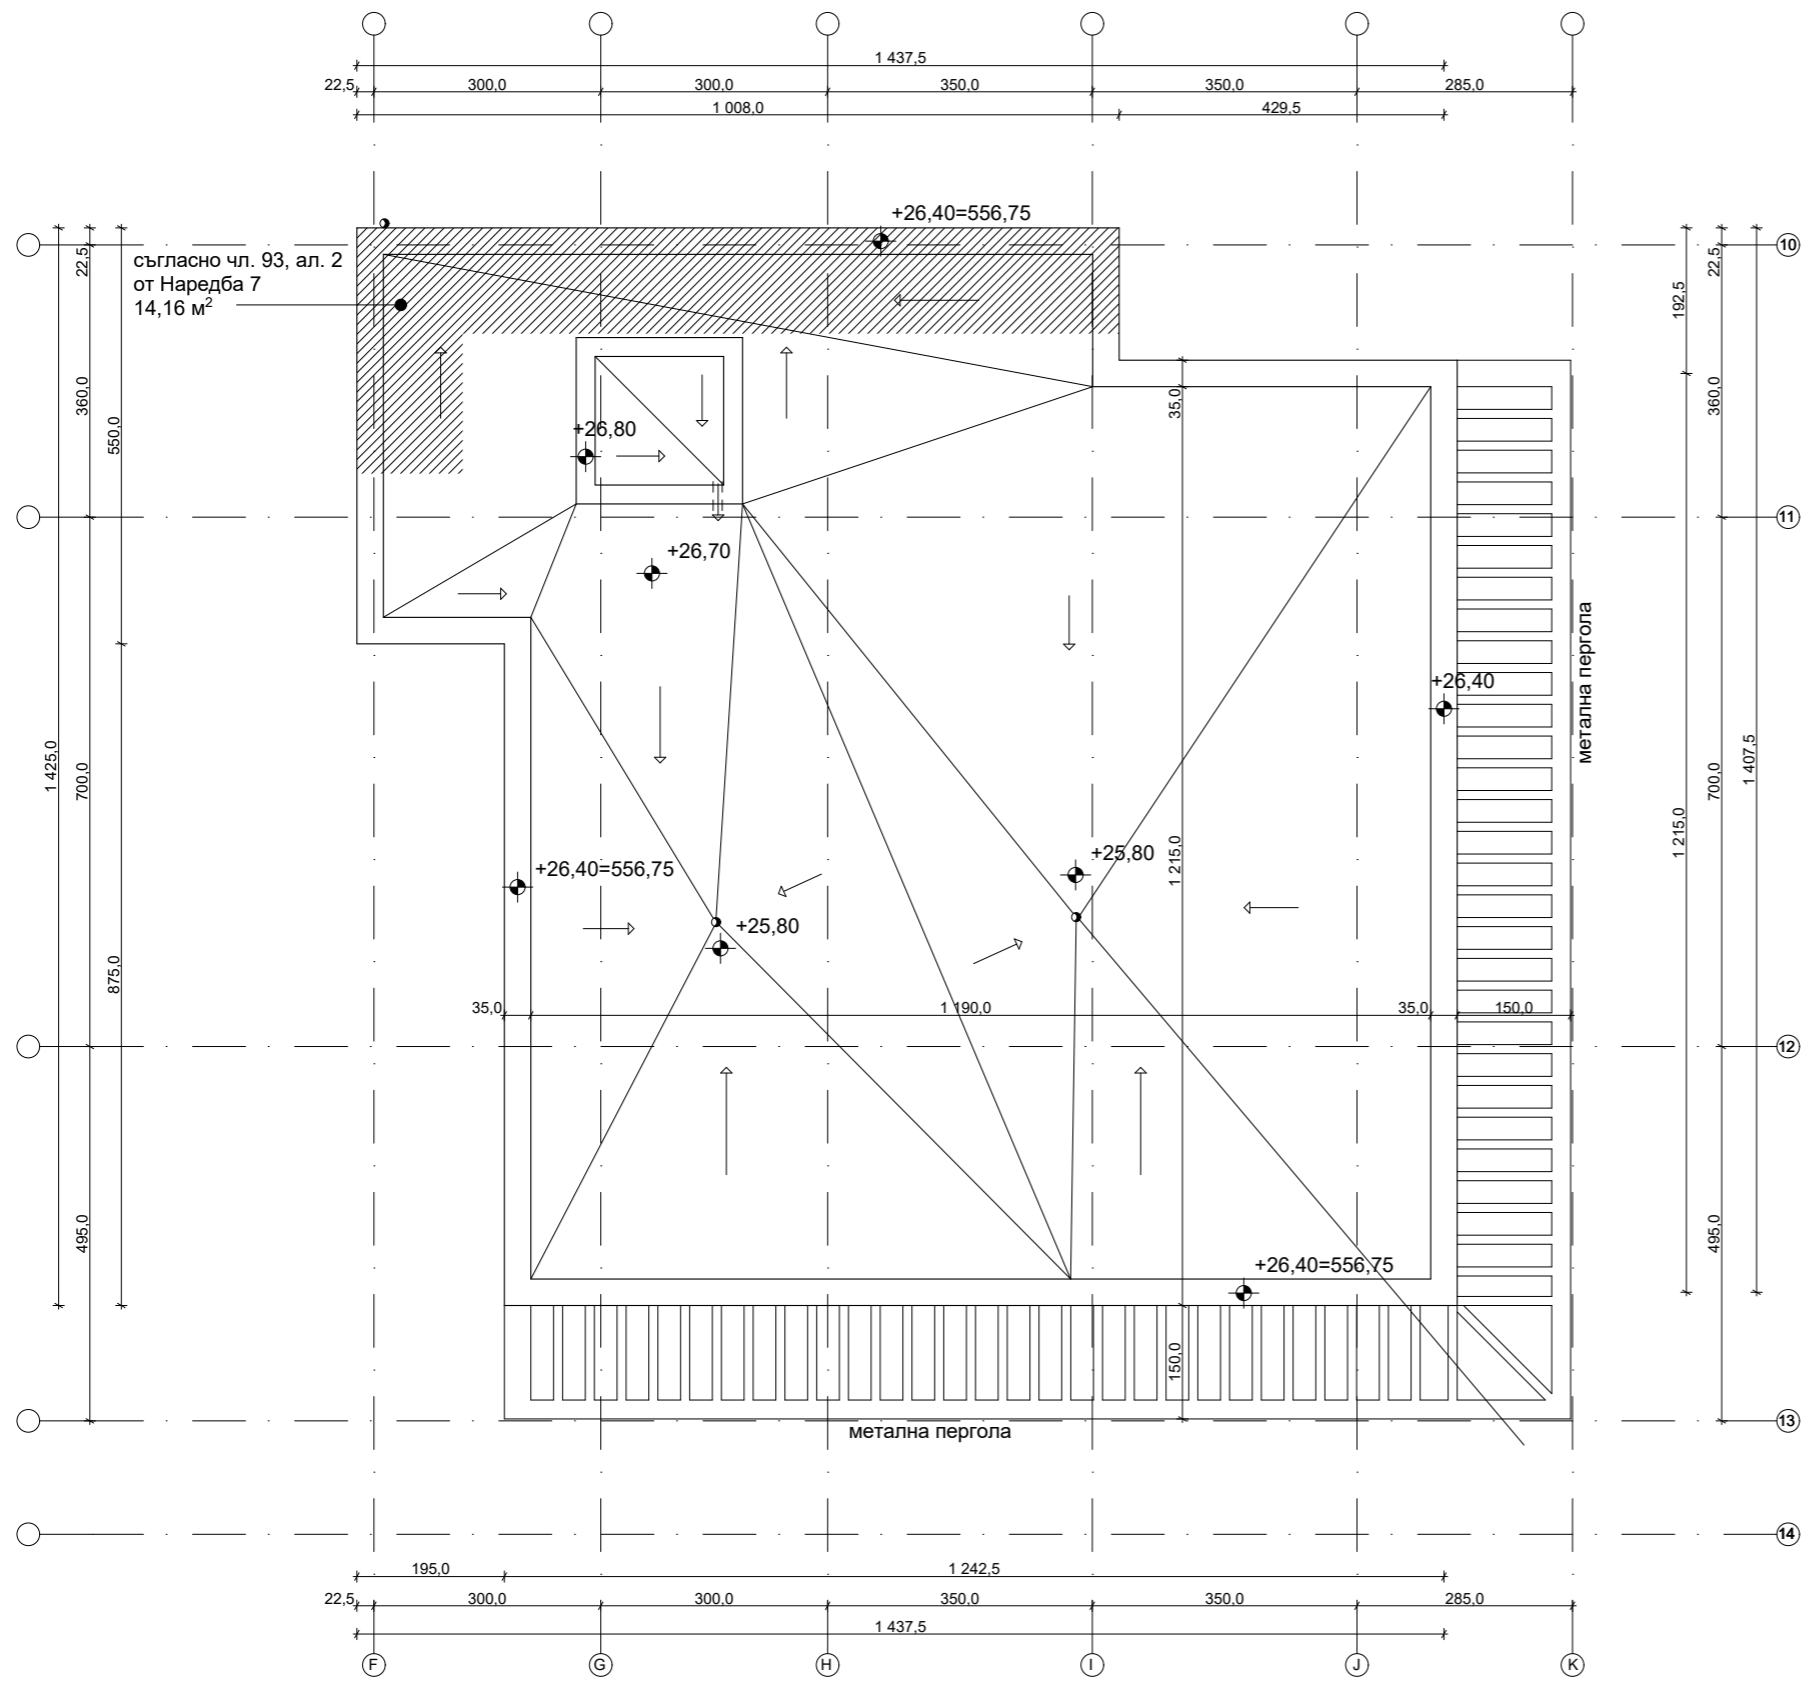 1 437,5
22,5 300,0 300,0 350,0 350,0 285,0
1 008,0 429,5
+26,40=556,75
съгласно чл. 93, ал. 2
от Наредба 7
14,16 м²
10
22,5
22,5
192,5
360,0
550,0
35,0
360,0
+26,80
11
+26,70
метална пергола
+26,40
1 425,0
700,0
700,0
1 407,5
1 215,0
1 215,0
+25,80
+26,40=556,75
+25,80
875,0
35,0 1 190,0 35,0 150,0
12
495,0
495,0
+26,40=556,75
150,0
13
метална пергола
14
195,0 1 242,5
22,5 300,0 300,0 350,0 350,0 285,0
1 437,5
F G H I J K